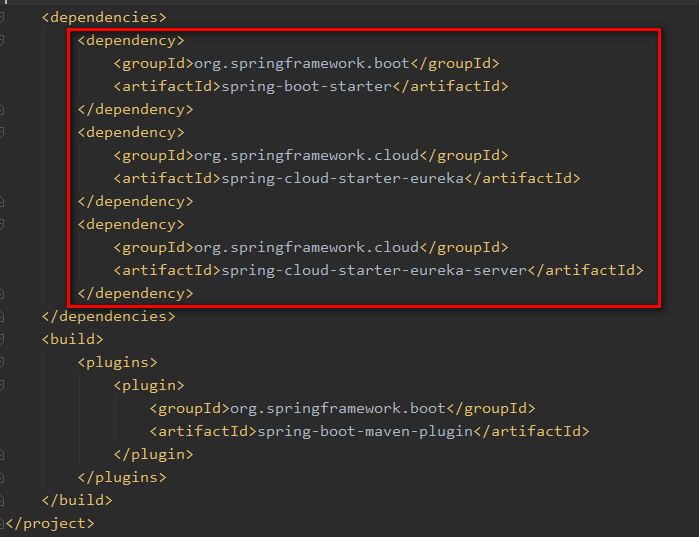 <dependencies>
<dependency>
<groupId>org.springframework.boot</groupId>
<artifactId>spring-boot-starter</artifactId>
</dependency>
<dependency>
<groupId>org.springframework.cloud</groupId>
<artifactId>spring-cloud-starter-eureka</artifactId>
</dependency>
<dependency>
<groupId>org.springframework.cloud</groupId>
<artifactId>spring-cloud-starter-eureka-server</artifactId>
</dependency>
</dependencies>
<build>
<plugins>
<plugin>
<groupId>org.springframework.boot</groupId>
<artifactId>spring-boot-maven-plugin</artifactId>
</plugin>
</plugins>
</build>
</project>